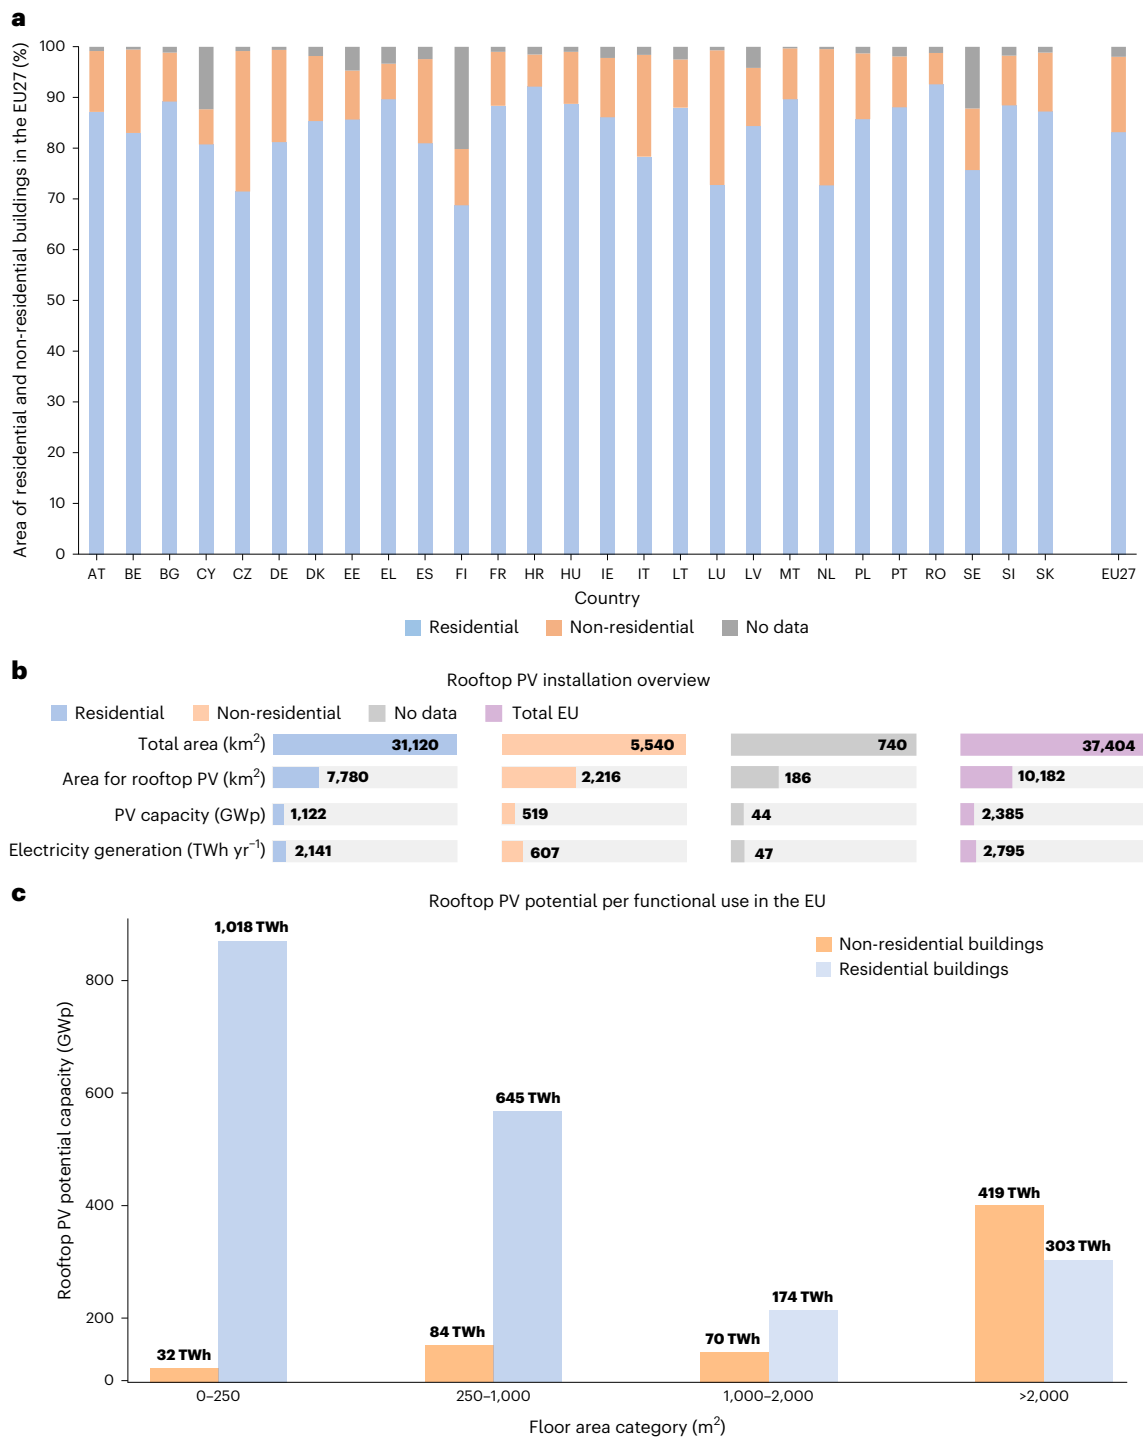 a
Area of residential and non-residential buildings in the EU27 (%)
100
90
80
70
60
50
40
30
20
10
0
AT BE BG CY CZ DE DK EE EL ES FI FR HR HU IE IT LT LU LV MT NL PL PT RO SE SI SK EU27
Country
Residential Non-residential No data
b
Rooftop PV installation overview
Residential Non-residential No data Total EU
Total area (km²) 31,120 5,540 740 37,404
Area for rooftop PV (km²) 7,780 2,216 186 10,182
PV capacity (GWp) 1,122 519 44 2,385
Electricity generation (TWh yr⁻¹) 2,141 607 47 2,795
c
Rooftop PV potential per functional use in the EU
Non-residential buildings
Residential buildings
Rooftop PV potential capacity (GWp)
800
600
400
200
0
32 TWh 1,018 TWh
84 TWh 645 TWh
70 TWh 174 TWh
419 TWh 303 TWh
0–250 250–1,000 1,000–2,000 >2,000
Floor area category (m²)